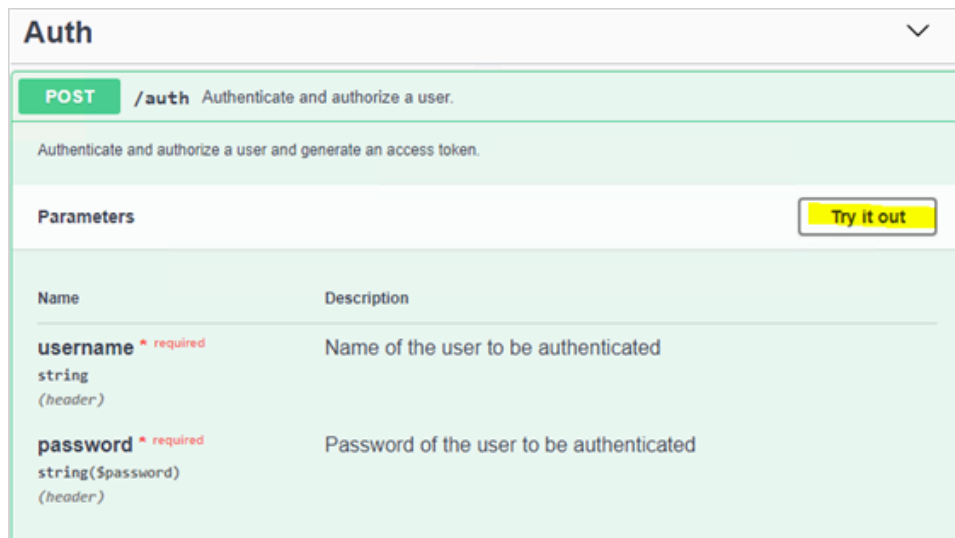 Auth
POST /auth Authenticate and authorize a user.
Authenticate and authorize a user and generate an access token.
Parameters Try it out
Name Description
username * required Name of the user to be authenticated
string
(header)
password * required Password of the user to be authenticated
string($password)
(header)